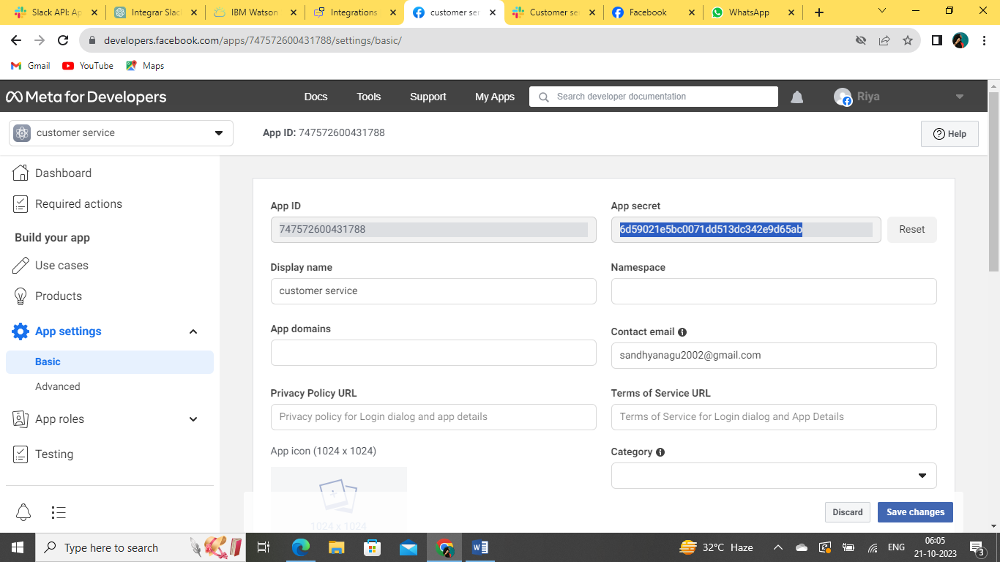 Slack API: Ap
Integrar Slac
IBM Watson
Integrations
customer ser
Customer ser
Facebook
WhatsApp
developers.facebook.com/apps/747572600431788/settings/basic/
Gmail
YouTube
Maps
Meta for Developers
Docs
Tools
Support
My Apps
Search developer documentation
Riya
customer service
App ID: 747572600431788
Help
Dashboard
Required actions
Build your app
Use cases
Products
App settings
Basic
Advanced
App roles
Testing
App ID
747572600431788
App secret
6d59021e5bc0071dd513dc342e9d65ab
Reset
Display name
customer service
Namespace
App domains
Contact email
sandhyanagu2002@gmail.com
Privacy Policy URL
Privacy policy for Login dialog and app details
Terms of Service URL
Terms of Service for Login dialog and App Details
App icon (1024 x 1024)
1024 x 1024
Category
Discard
Save changes
Type here to search
32°C Haze
ENG
06:05
21-10-2023
3